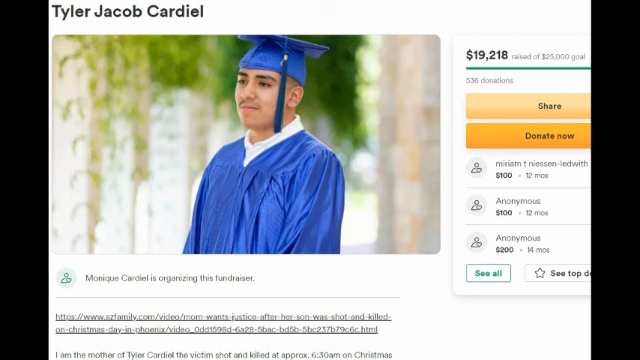 Tyler Jacob Cardiel
$19,218 raised of $25,000 goal
536 donations
Share
Donate now
miriam t niessen-ledwith
$100 • 12 mos
Anonymous
$100 • 12 mos
Anonymous
$200 • 14 mos
See all
See top do
Monique Cardiel is organizing this fundraiser.
https://www.azfamily.com/video/mom-wants-justice-after-her-son-was-shot-and-killed-
on-christmas-day-in-phoenix/video_0dd1598d-6a28-5bac-bd5b-5bc237b79c6c.html
I am the mother of Tyler Cardiel the victim shot and killed at approx. 6:30am on Christmas